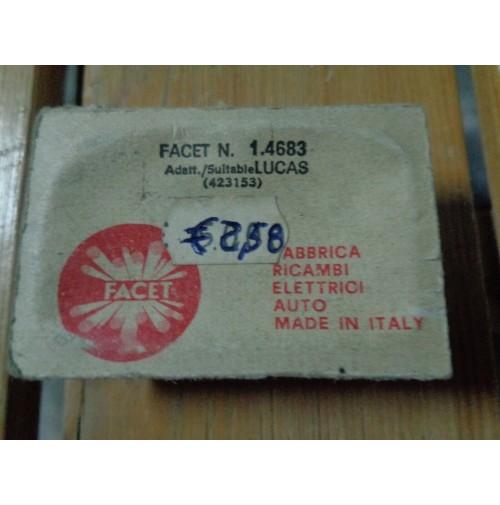 FACET N. 1.4683
Adatt./Suitable LUCAS
(423153)
FACET
ABBRICA
RICAMBI
ELETTRICI
AUTO
MADE IN ITALY